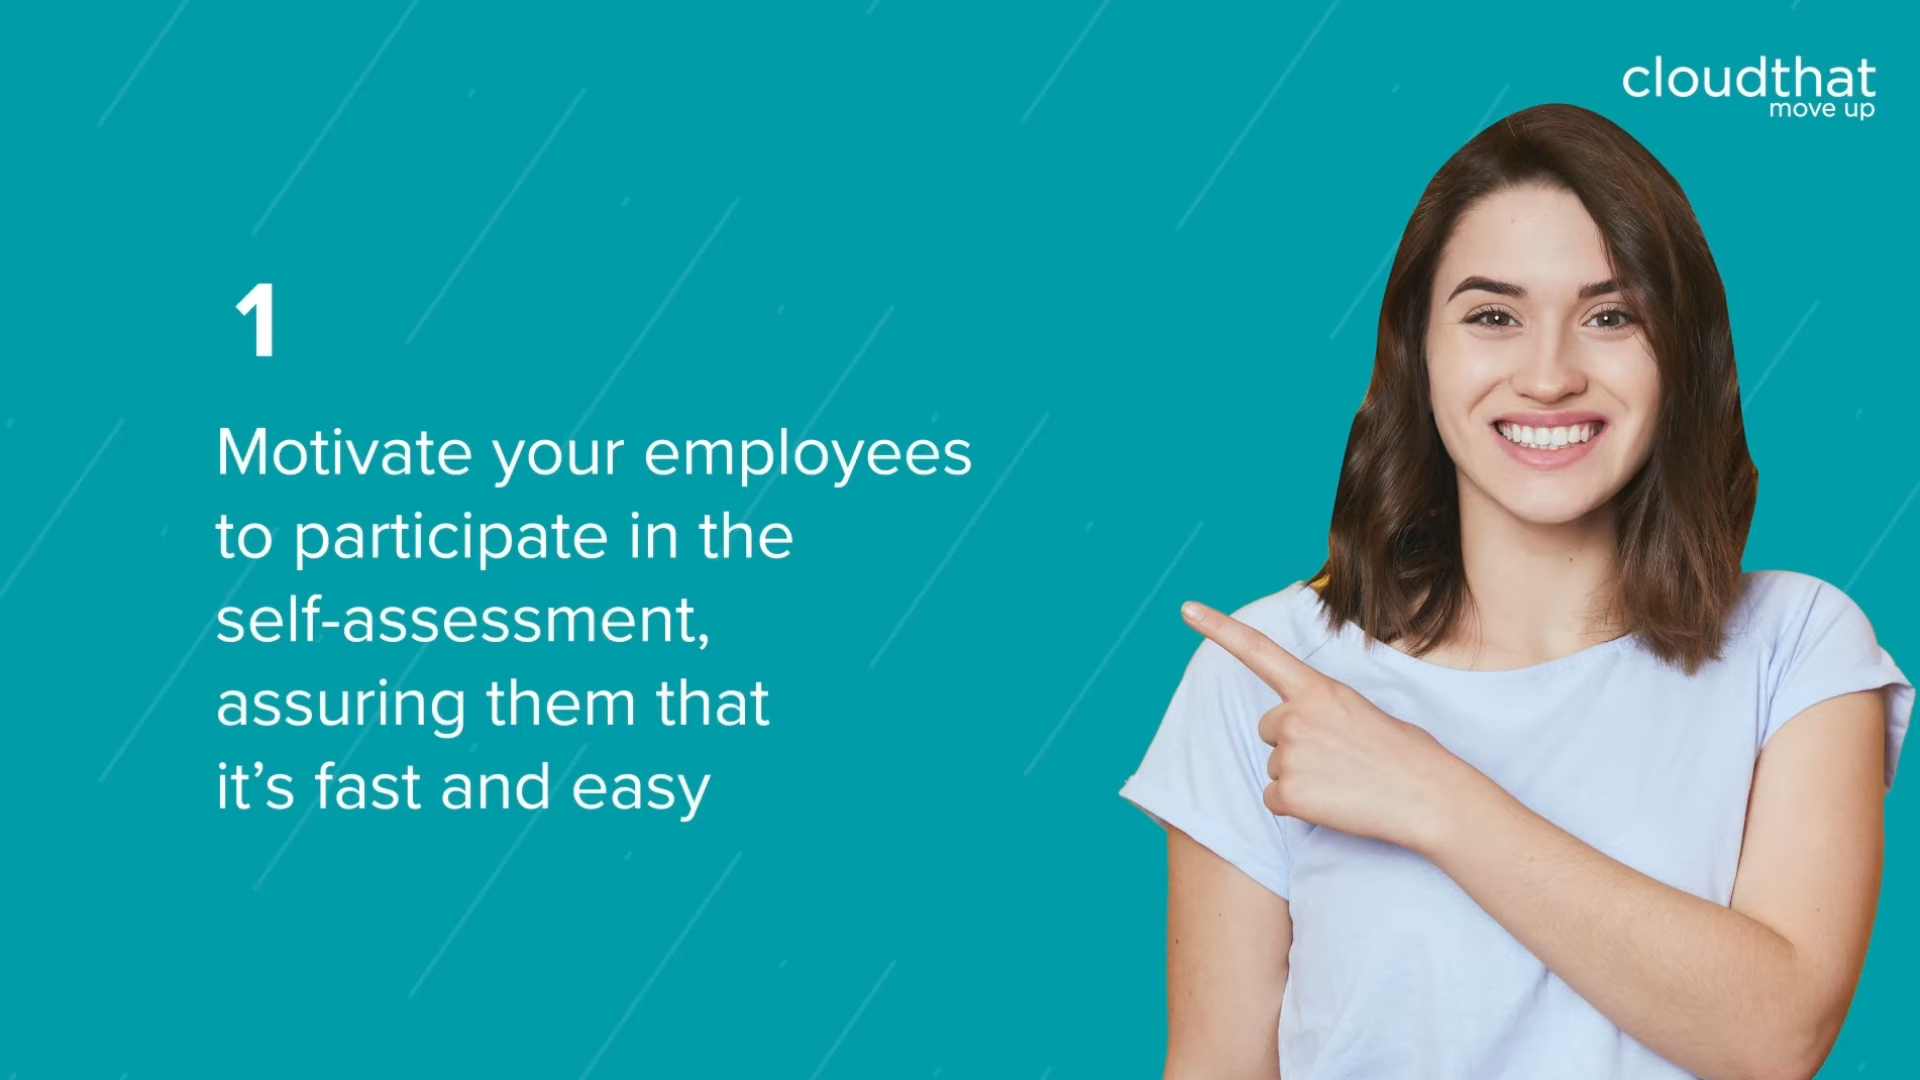 cloudthat
move up
1
Motivate your employees
to participate in the
self-assessment,
assuring them that
it’s fast and easy